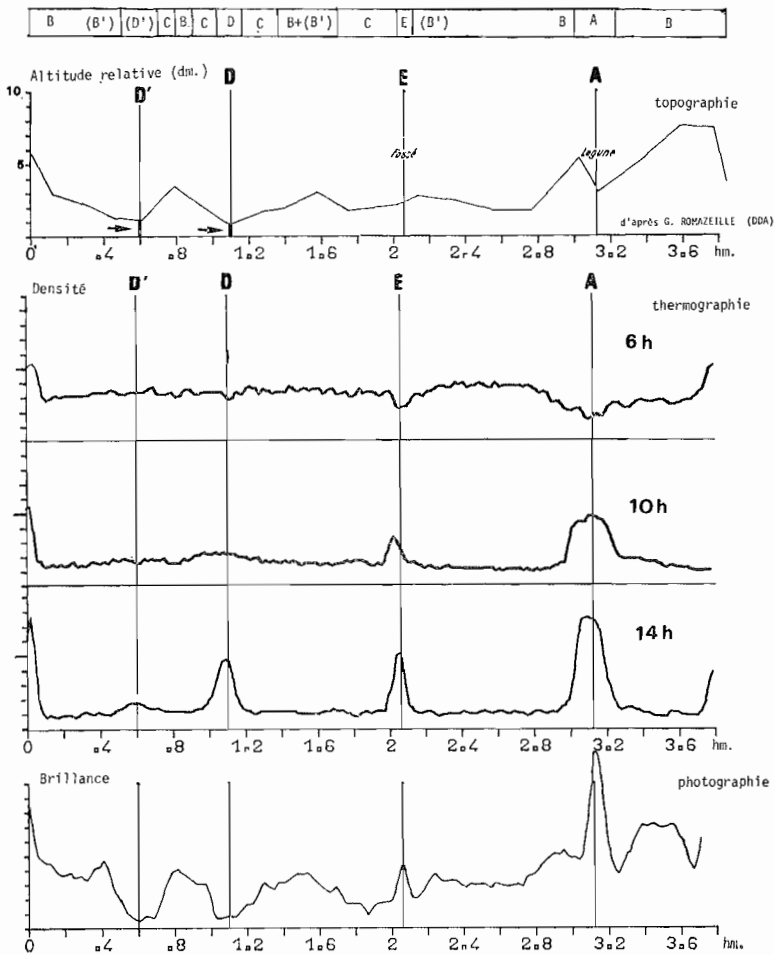 B (B') (D') C B C D C B+(B') C E (B') B A B
Altitude relative (dm.)
D' D E A
topographie
10
5
Fossé
Lagune
d'après G. ROMAZEILLE (DDA)
0 .4 .8 1.2 1.6 2 2.4 2.8 3.2 3.6 hm.
Densité
D' D E A
thermographie
6 h
10 h
14 h
0 .4 .8 1.2 1.6 2 2.4 2.8 3.2 3.6 hm.
Brillance
photographie
0 .4 .8 1.2 1.6 2 2.4 2.8 3.2 3.6 hm.